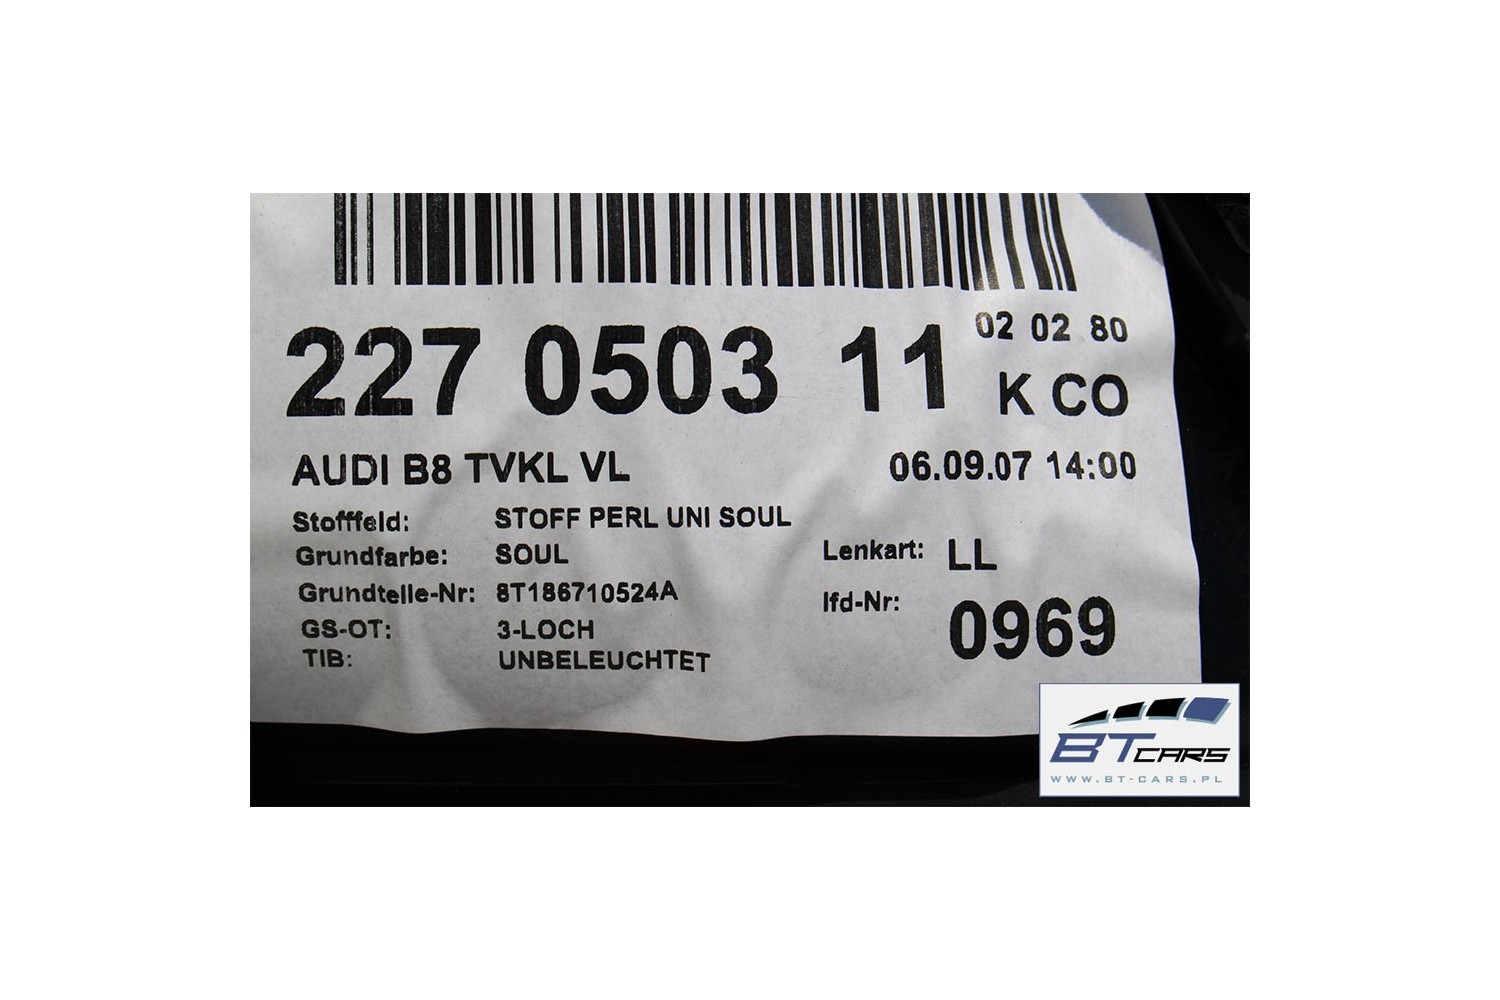 227 0503 11 02 02 80
K CO
AUDI B8 TVKL VL 06.09.07 14:00
Stofffeld: STOFF PERL UNI SOUL
Grundfarbe: SOUL
Lenkart: LL
Grundteile-Nr: 8T186710524A
lfd-Nr: 0969
GS-OT: 3-LOCH
TIB: UNBELEUCHTET
BT CARS
WWW.BT-CARS.PL